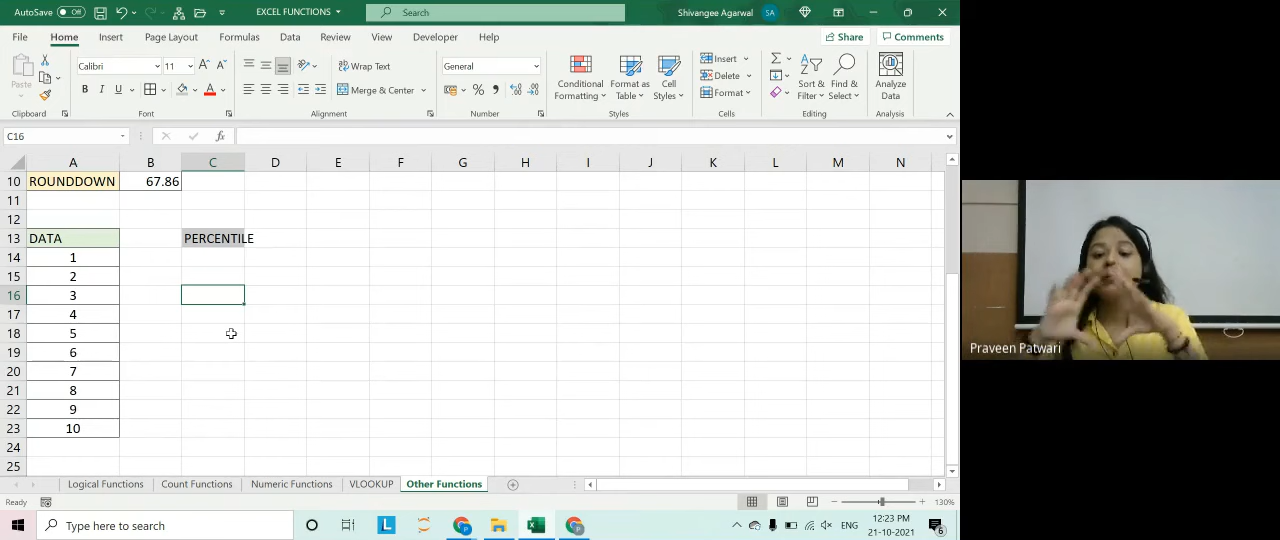 AutoSave Off EXCEL FUNCTIONS Search Shivangee Agarwal SA
File Home Insert Page Layout Formulas Data Review View Developer Help Share Comments
Calibri 11 A A Wrap Text General Insert
Paste B I U A Merge & Center % Conditional Formatting Format as Table Cell Styles Delete Format Sort & Filter Find & Select Analyze Data
Clipboard Font Alignment Number Styles Cells Editing Analysis
C16 fx
A B C D E F G H I J K L M N
10 ROUNDDOWN 67.86
11
12
13 DATA PERCENTILE
14 1
15 2
16 3
17 4
18 5
19 6
20 7
21 8
22 9
23 10
24
25
Praveen Patwari
Logical Functions Count Functions Numeric Functions VLOOKUP Other Functions
Ready 130%
Type here to search L ENG 12:23 PM
21-10-2021 6